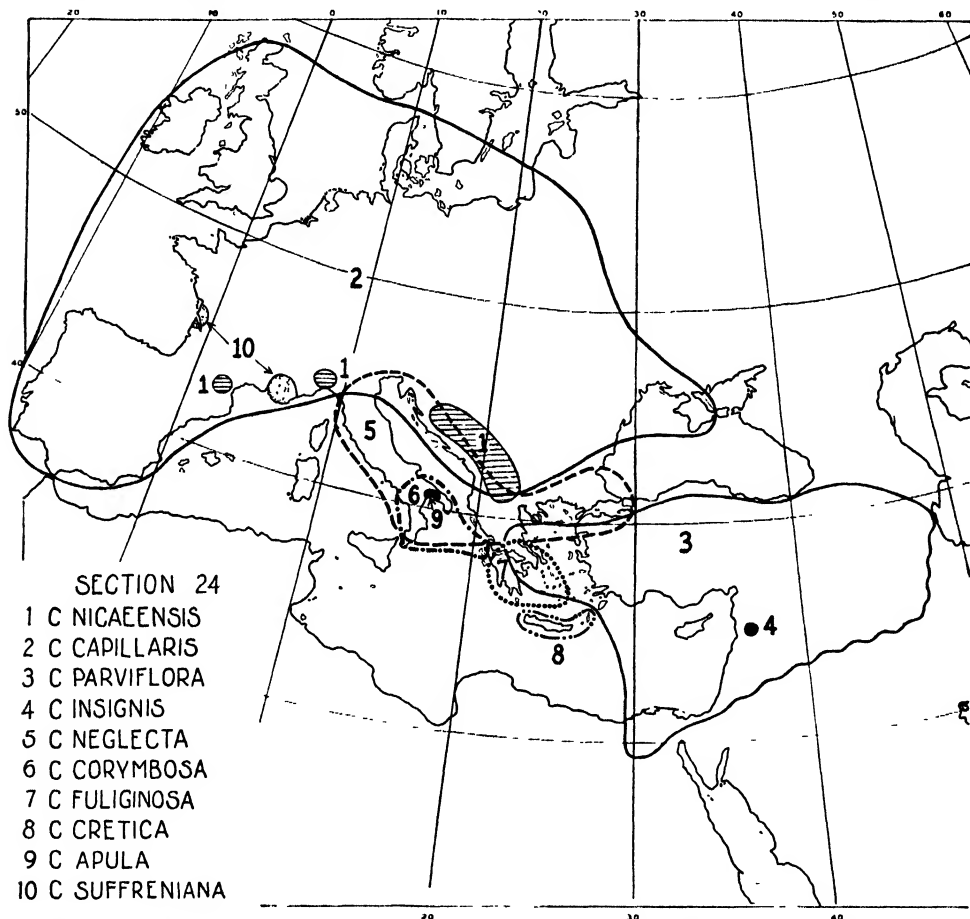 20 10 0 10 20 30 40 50 60
50
2
10
40
1 1
5 1
6
9
3
4
7
8
SECTION 24
1 C NICAEENSIS
2 C CAPILLARIS
3 C PARVIFLORA
4 C INSIGNIS
5 C NEGLECTA
6 C CORYMBOSA
7 C FULIGINOSA
8 C CRETICA
9 C APULA
10 C SUFFRENIANA
20 30 40